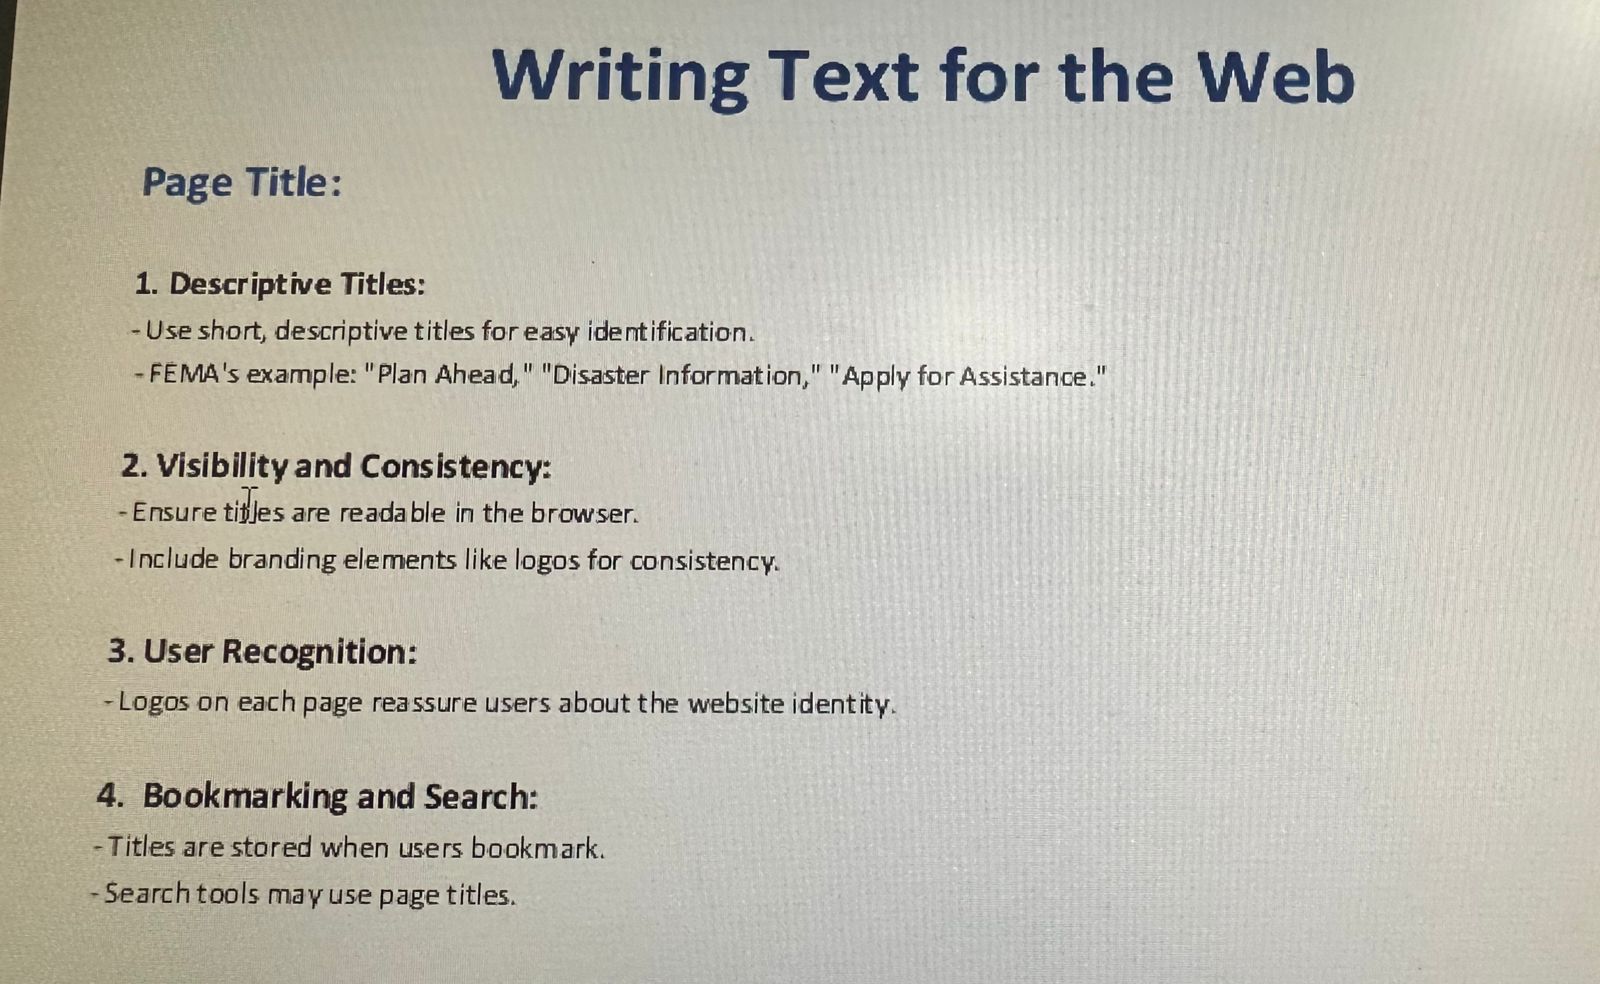 Writing Text for the Web
Page Title:
1. Descriptive Titles:
- Use short, descriptive titles for easy identification.
- FEMA's example: "Plan Ahead," "Disaster Information," "Apply for Assistance."
2. Visibility and Consistency:
- Ensure titles are readable in the browser.
- Include branding elements like logos for consistency.
3. User Recognition:
- Logos on each page reassure users about the website identity.
4. Bookmarking and Search:
- Titles are stored when users bookmark.
- Search tools may use page titles.